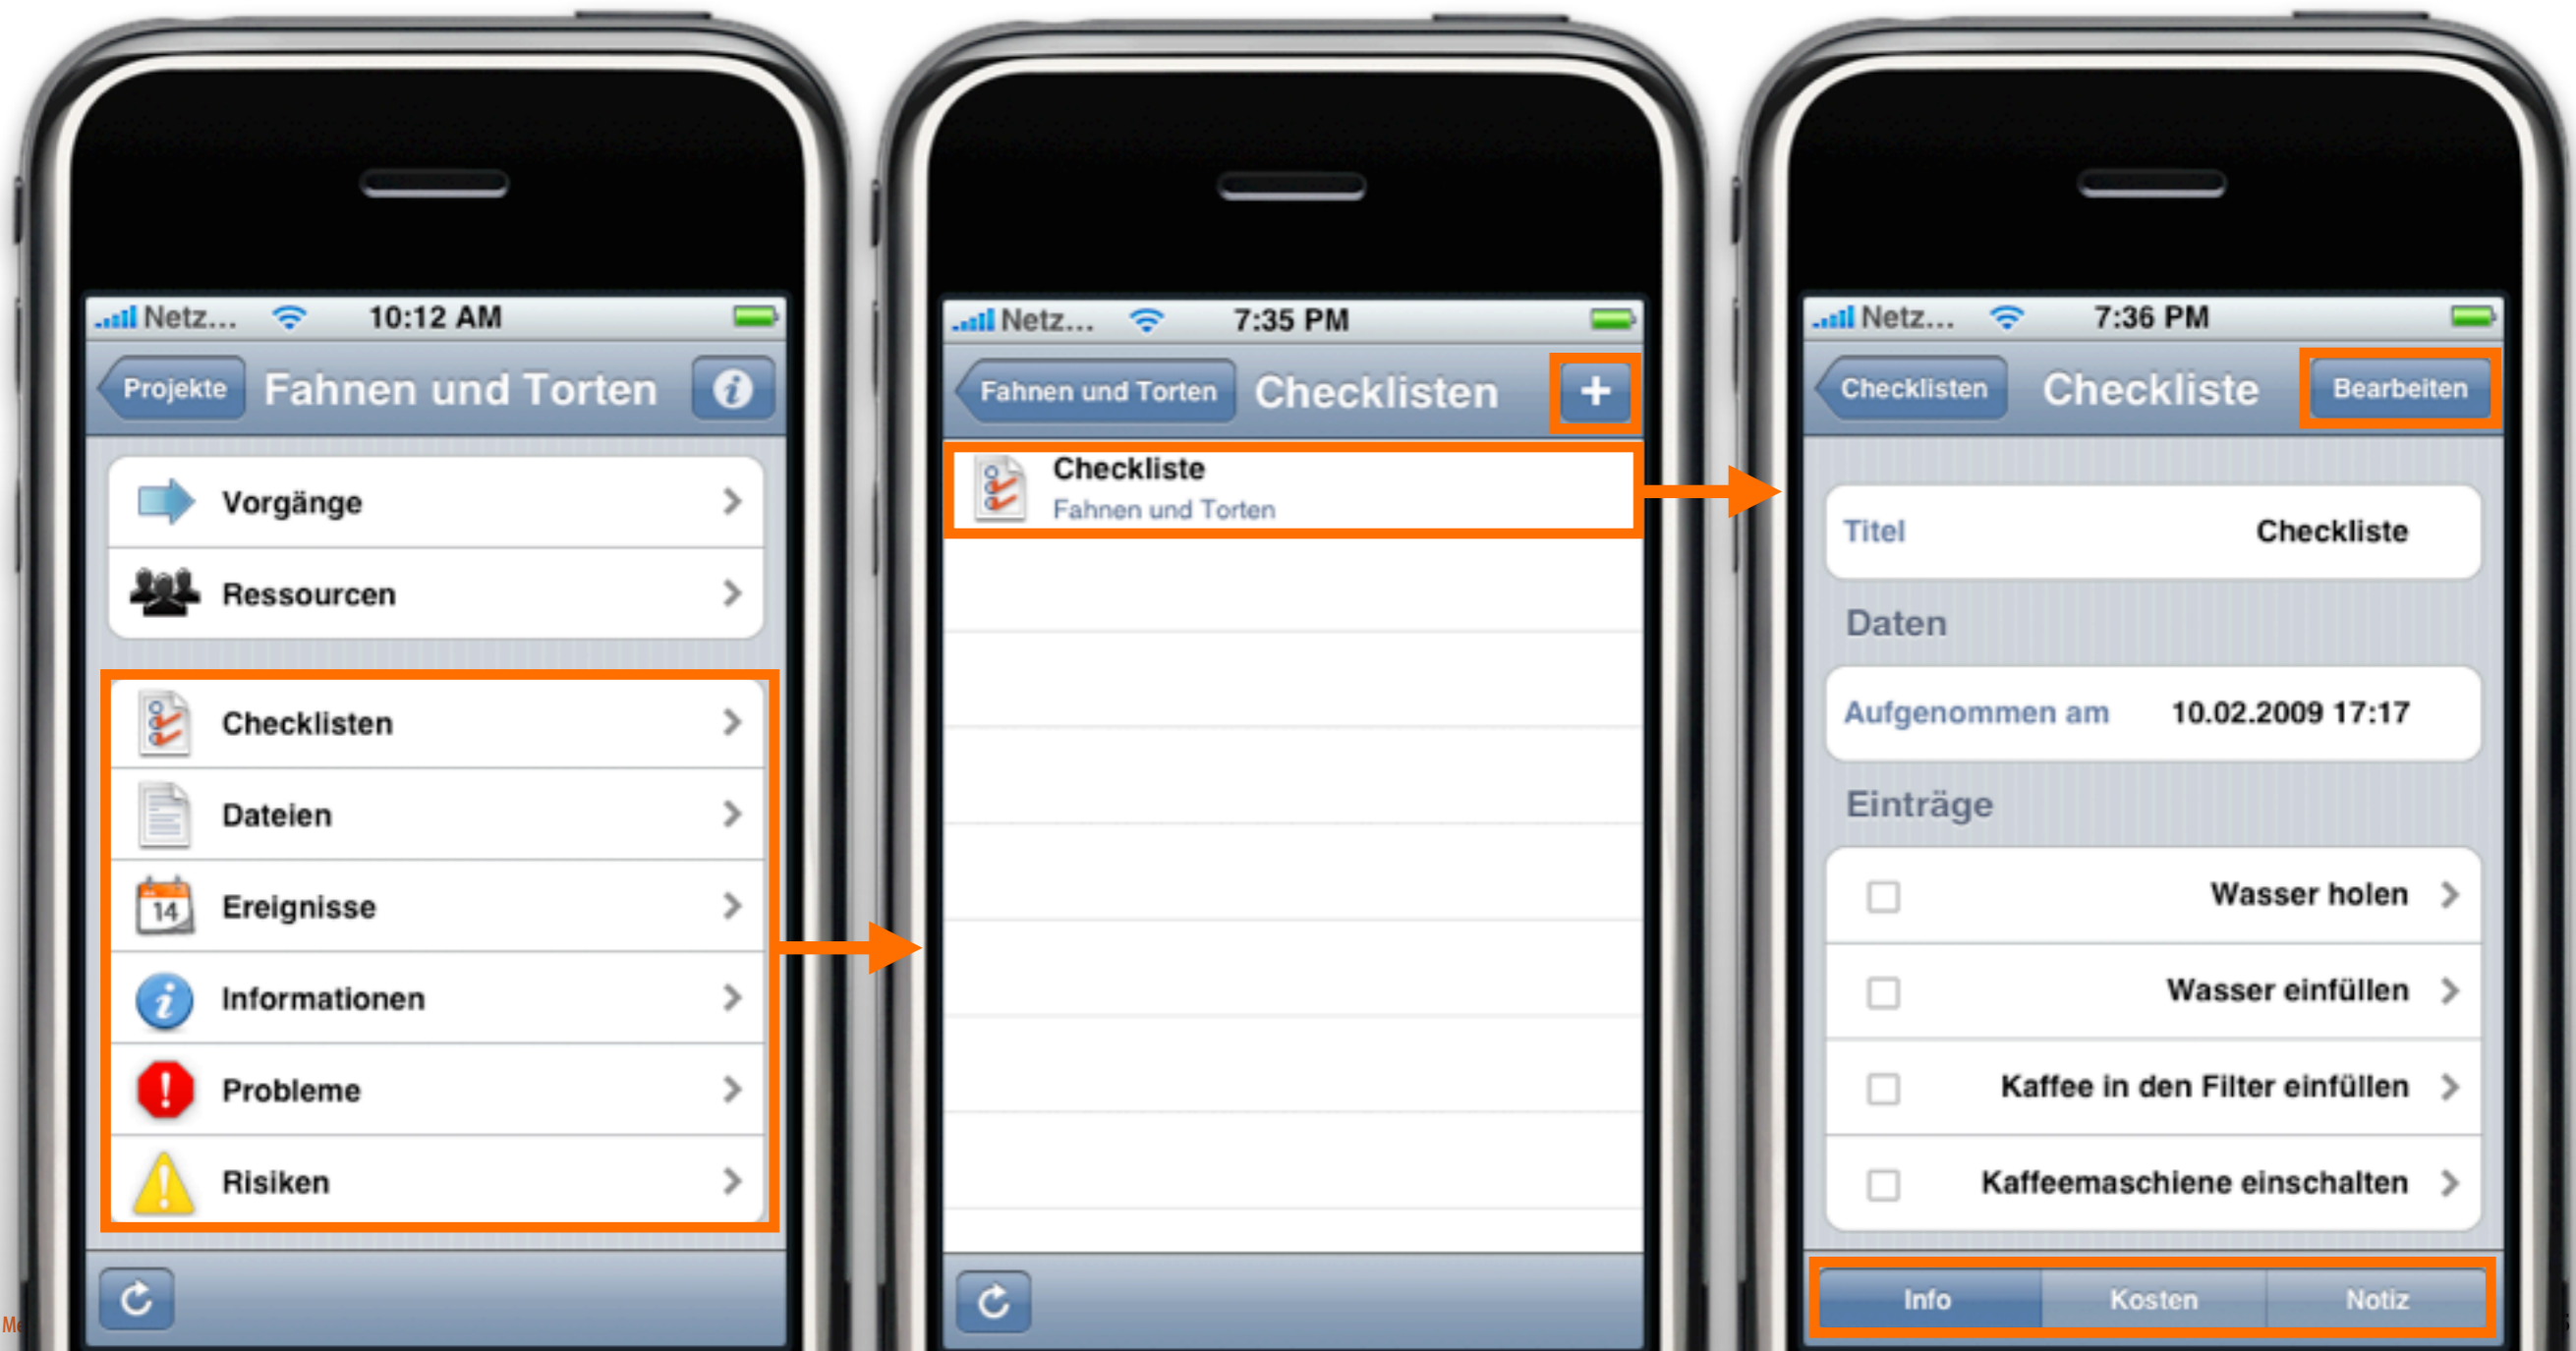 Netz... 10:12 AM
Projekte Fahnen und Torten
Vorgänge
Ressourcen
Checklisten
Dateien
14 Ereignisse
Informationen
Probleme
Risiken
Netz... 7:35 PM
Fahnen und Torten Checklisten +
Checkliste
Fahnen und Torten
Netz... 7:36 PM
Checklisten Checkliste Bearbeiten
Titel Checkliste
Daten
Aufgenommen am 10.02.2009 17:17
Einträge
Wasser holen
Wasser einfüllen
Kaffee in den Filter einfüllen
Kaffeemaschiene einschalten
Info Kosten Notiz